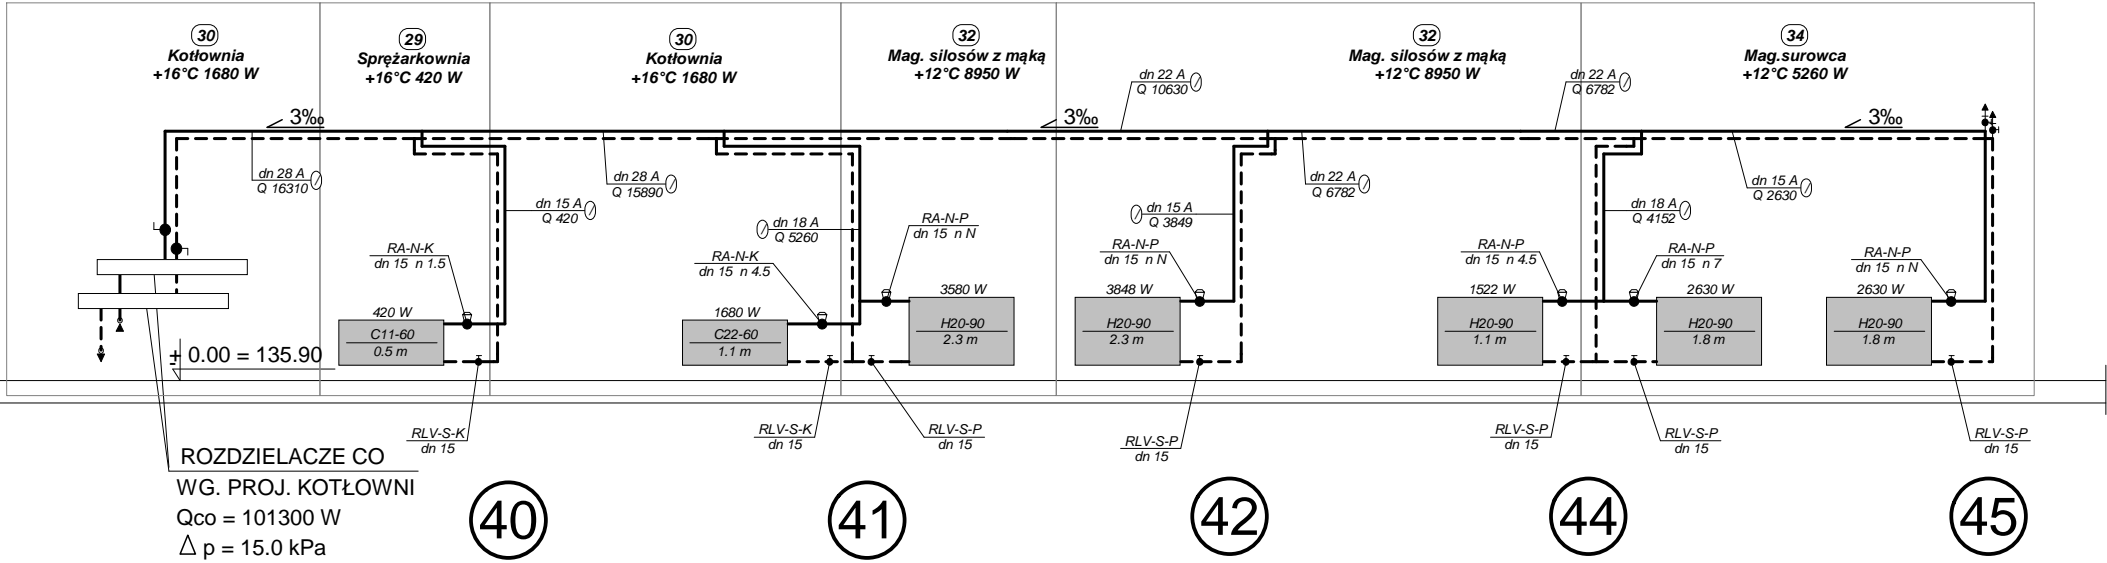 30
Kotłownia
+16°C 1680 W
29
Sprężarkownia
+16°C 420 W
30
Kotłownia
+16°C 1680 W
32
Mag. silosów z mąką
+12°C 8950 W
32
Mag. silosów z mąką
+12°C 8950 W
34
Mag.surowca
+12°C 5260 W
dn 22 A
Q 10630
dn 22 A
Q 6782
3‰
3‰
3‰
dn 28 A
Q 16310
dn 28 A
Q 15890
dn 22 A
Q 6782
dn 15 A
Q 2630
dn 15 A
Q 420
dn 18 A
Q 5260
dn 15 A
Q 3849
dn 18 A
Q 4152
RA-N-K
dn 15 n 1.5
RA-N-K
dn 15 n 4.5
RA-N-P
dn 15 n N
RA-N-P
dn 15 n N
RA-N-P
dn 15 n 4.5
RA-N-P
dn 15 n 7
RA-N-P
dn 15 n N
420 W
C11-60
0.5 m
1680 W
C22-60
1.1 m
3580 W
H20-90
2.3 m
3848 W
H20-90
2.3 m
1522 W
H20-90
1.1 m
2630 W
H20-90
1.8 m
2630 W
H20-90
1.8 m
± 0.00 = 135.90
RLV-S-K
dn 15
RLV-S-K
dn 15
RLV-S-P
dn 15
RLV-S-P
dn 15
RLV-S-P
dn 15
RLV-S-P
dn 15
RLV-S-P
dn 15
ROZDZIELACZE CO
WG. PROJ. KOTŁOWNI
Qco = 101300 W
Δ p = 15.0 kPa
40
41
42
44
45